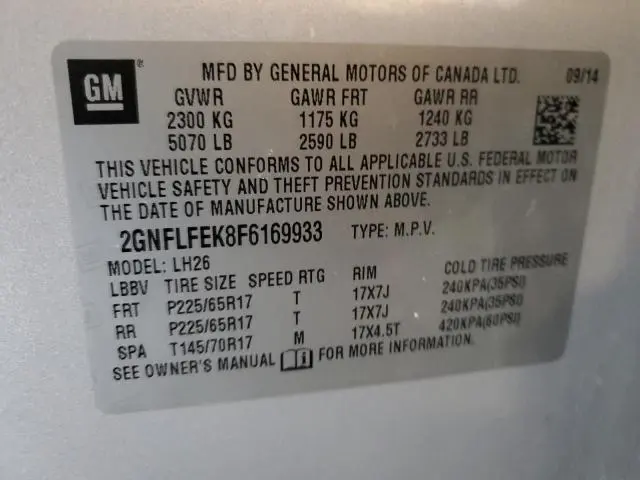 GM ® MFD BY GENERAL MOTORS OF CANADA LTD. 09/14
GVWR GAWR FRT GAWR RR
2300 KG 1175 KG 1240 KG
5070 LB 2590 LB 2733 LB
THIS VEHICLE CONFORMS TO ALL APPLICABLE U.S. FEDERAL MOTOR
VEHICLE SAFETY AND THEFT PREVENTION STANDARDS IN EFFECT ON
THE DATE OF MANUFACTURE SHOWN ABOVE.
2GNFLFEK8F6169933 TYPE: M.P.V.
MODEL: LH26
LBBV TIRE SIZE SPEED RTG RIM COLD TIRE PRESSURE
FRT P225/65R17 T 17X7J 240KPA(35PSI)
RR P225/65R17 T 17X7J 240KPA(35PSI)
SPA T145/70R17 M 17X4.5T 420KPA(60PSI)
SEE OWNER'S MANUAL i FOR MORE INFORMATION.